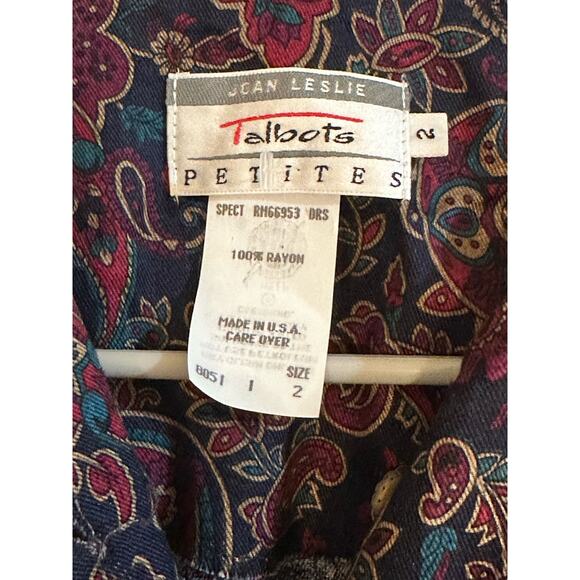 JOAN LESLIE
Talbots
PETITES
2
SPECT RM66953 DRS
100% RAYON
MADE IN U.S.A.
CARE OVER
SIZE
8051 1 2